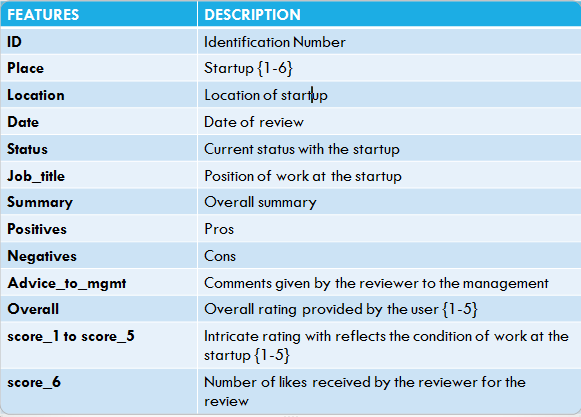 FEATURES DESCRIPTION
ID Identification Number
Place Startup {1-6}
Location Location of startup
Date Date of review
Status Current status with the startup
Job_title Position of work at the startup
Summary Overall summary
Positives Pros
Negatives Cons
Advice_to_mgmt Comments given by the reviewer to the management
Overall Overall rating provided by the user {1-5}
score_1 to score_5 Intricate rating with reflects the condition of work at the
startup {1-5}
score_6 Number of likes received by the reviewer for the
review